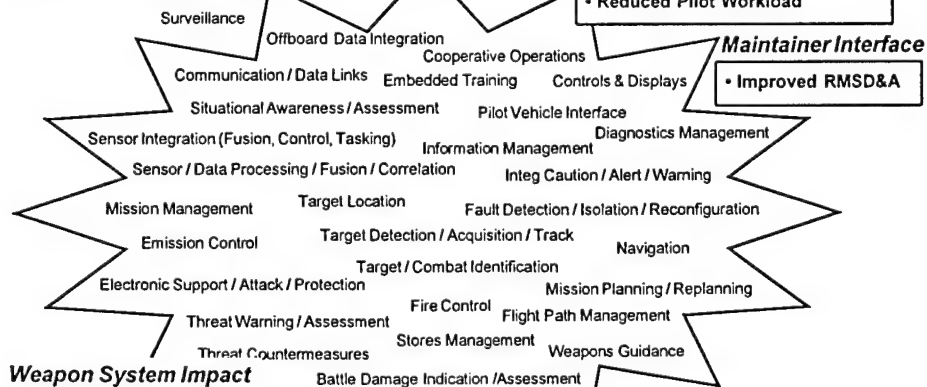 • Reduced Pilot Workload
Surveillance
Offboard Data Integration
Maintainer Interface
Cooperative Operations
Communication / Data Links
Embedded Training
Controls & Displays
• Improved RMSD&A
Situational Awareness / Assessment
Pilot Vehicle Interface
Sensor Integration (Fusion, Control, Tasking)
Information Management
Diagnostics Management
Sensor / Data Processing / Fusion / Correlation
Integ Caution / Alert / Warning
Mission Management
Target Location
Fault Detection / Isolation / Reconfiguration
Emission Control
Target Detection / Acquisition / Track
Navigation
Target / Combat Identification
Electronic Support / Attack / Protection
Mission Planning / Replanning
Fire Control
Flight Path Management
Threat Warning / Assessment
Stores Management
Threat Countermeasures
Weapons Guidance
Weapon System Impact
Battle Damage Indication /Assessment